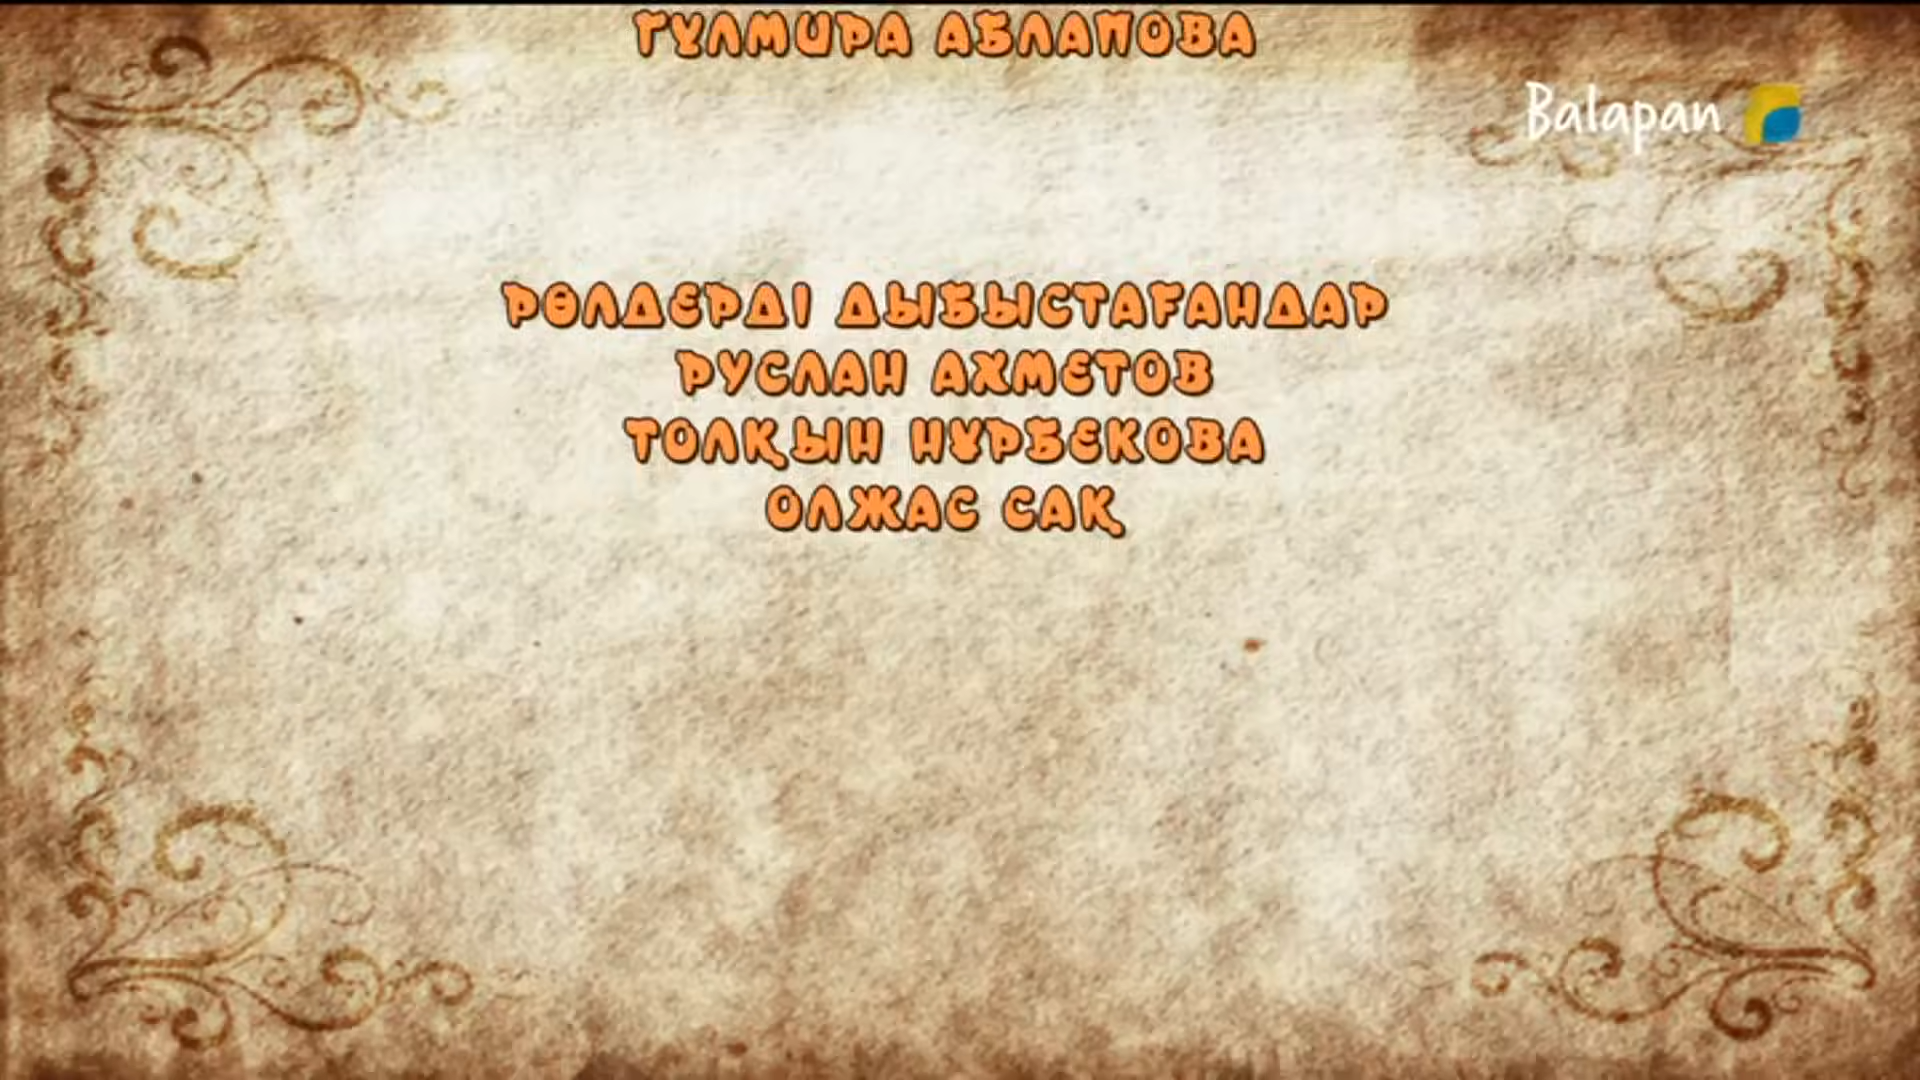 ГҮЛМИРА АБЛАПОВА
Balapan
РӨЛДЕРДІ ДЫБЫСТАҒАНДАР
РУСЛАН АХМЕТОВ
ТОЛҚЫН НҰРБЕКОВА
ОЛЖАС САҚ